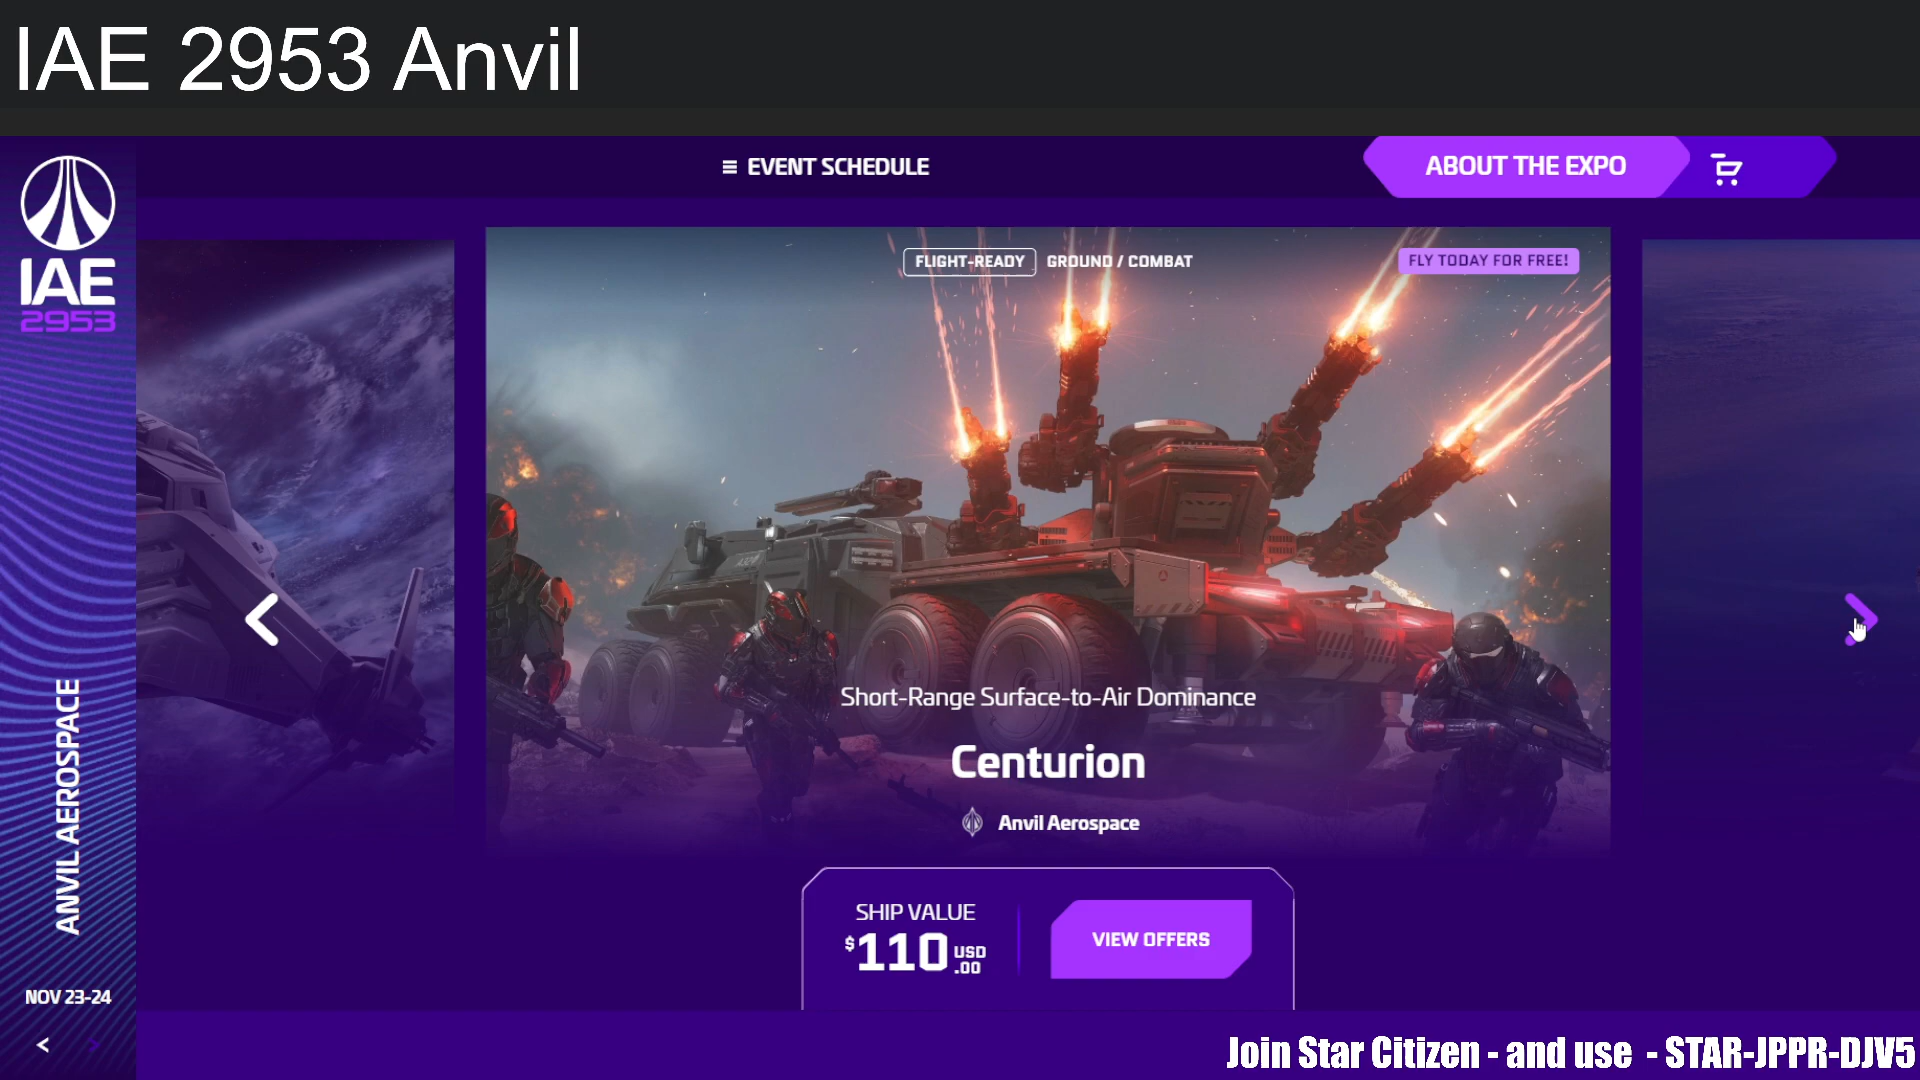 IAE 2953 Anvil
EVENT SCHEDULE
ABOUT THE EXPO
IAE
2953
FLIGHT-READY GROUND / COMBAT
FLY TODAY FOR FREE!
Short-Range Surface-to-Air Dominance
Centurion
Anvil Aerospace
SHIP VALUE
$110 USD .00
VIEW OFFERS
ANVIL AEROSPACE
NOV 23-24
Join Star Citizen - and use - STAR-JPPR-DJV5